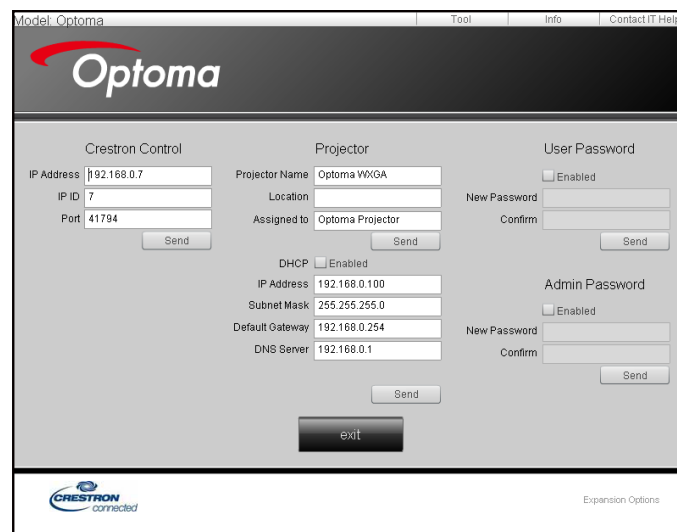 Model: Optoma
Tool Info Contact IT Help
Optoma
Crestron Control
IP Address 192.168.0.7
IP ID 7
Port 41794
Send
Projector
Projector Name Optoma WXGA
Location
Assigned to Optoma Projector
Send
DHCP Enabled
IP Address 192.168.0.100
Subnet Mask 255.255.255.0
Default Gateway 192.168.0.254
DNS Server 192.168.0.1
Send
User Password
Enabled
New Password
Confirm
Send
Admin Password
Enabled
New Password
Confirm
Send
exit
CRESTRON
connected
Expansion Options